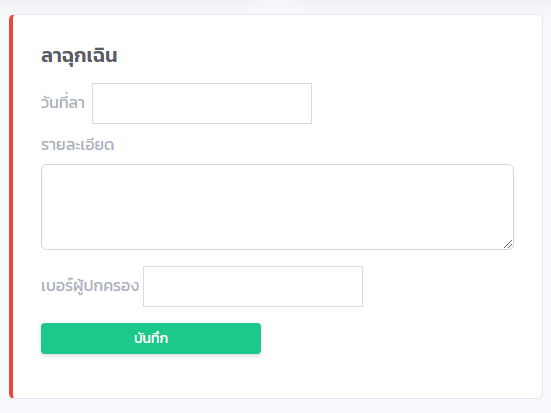 ลาฉุกเฉิน
วันที่ลา
รายละเอียด
เบอร์ผู้ปกครอง
บันทึก